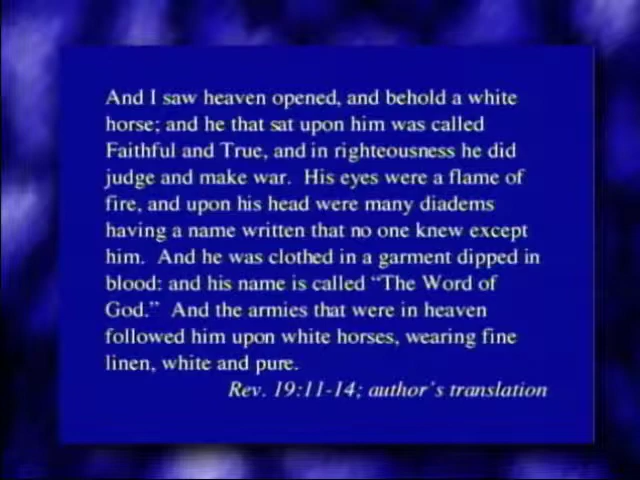 And I saw heaven opened, and behold a white
horse; and he that sat upon him was called
Faithful and True, and in righteousness he did
judge and make war.  His eyes were a flame of
fire, and upon his head were many diadems
having a name written that no one knew except
him.  And he was clothed in a garment dipped in
blood: and his name is called “The Word of
God.”  And the armies that were in heaven
followed him upon white horses, wearing fine
linen, white and pure.
Rev. 19:11-14; author's translation